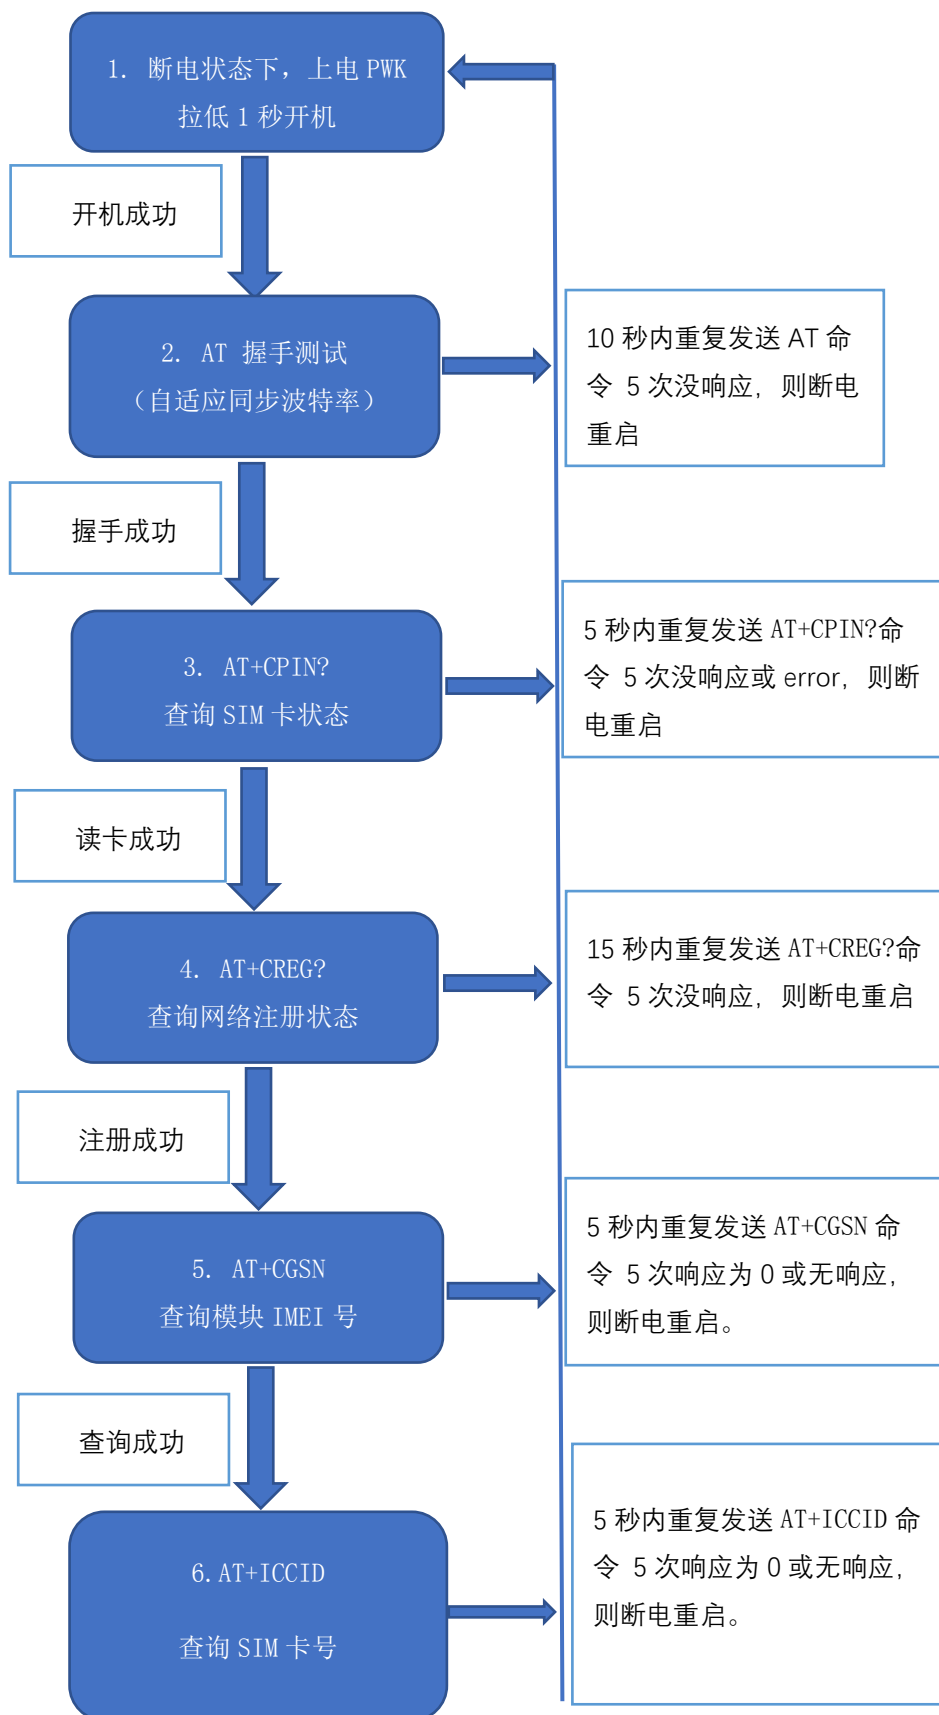 1. 断电状态下，上电 PWK
拉低 1 秒开机
开机成功
2. AT 握手测试
（自适应同步波特率）
10 秒内重复发送 AT 命
令 5 次没响应，则断电
重启
握手成功
3. AT+CPIN?
查询 SIM 卡状态
5 秒内重复发送 AT+CPIN?命
令 5 次没响应或 error，则断
电重启
读卡成功
4. AT+CREG?
查询网络注册状态
15 秒内重复发送 AT+CREG?命
令 5 次没响应，则断电重启
注册成功
5. AT+CGSN
查询模块 IMEI 号
5 秒内重复发送 AT+CGSN 命
令 5 次响应为 0 或无响应，
则断电重启。
查询成功
6.AT+ICCID
查询 SIM 卡号
5 秒内重复发送 AT+ICCID 命
令 5 次响应为 0 或无响应，
则断电重启。